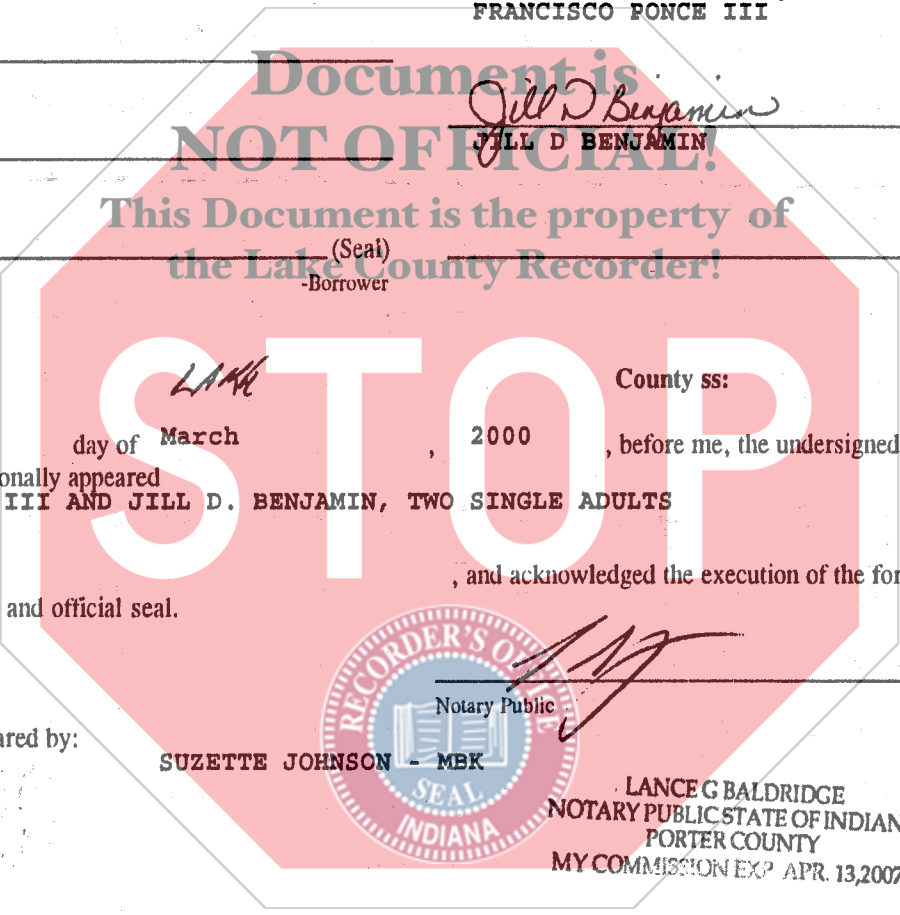 FRANCISCO PONCE III
Document is
Jill D Benjamin
NOT OFFICIAL!
JILL D BENJAMIN
This Document is the property of
(Seal)
the Lake County Recorder!
-Borrower
STOP
LAKE
County ss:
day of March , 2000 , before me, the undersigned
onally appeared
III AND JILL D. BENJAMIN, TWO SINGLE ADULTS
, and acknowledged the execution of the for
and official seal.
RECORDER'S OFFICE
Notary Public
ared by:
SUZETTE JOHNSON - MBK
SEAL
INDIANA
LANCE G BALDRIDGE
NOTARY PUBLIC STATE OF INDIAN
PORTER COUNTY
MY COMMISSION EXP APR. 13,2007